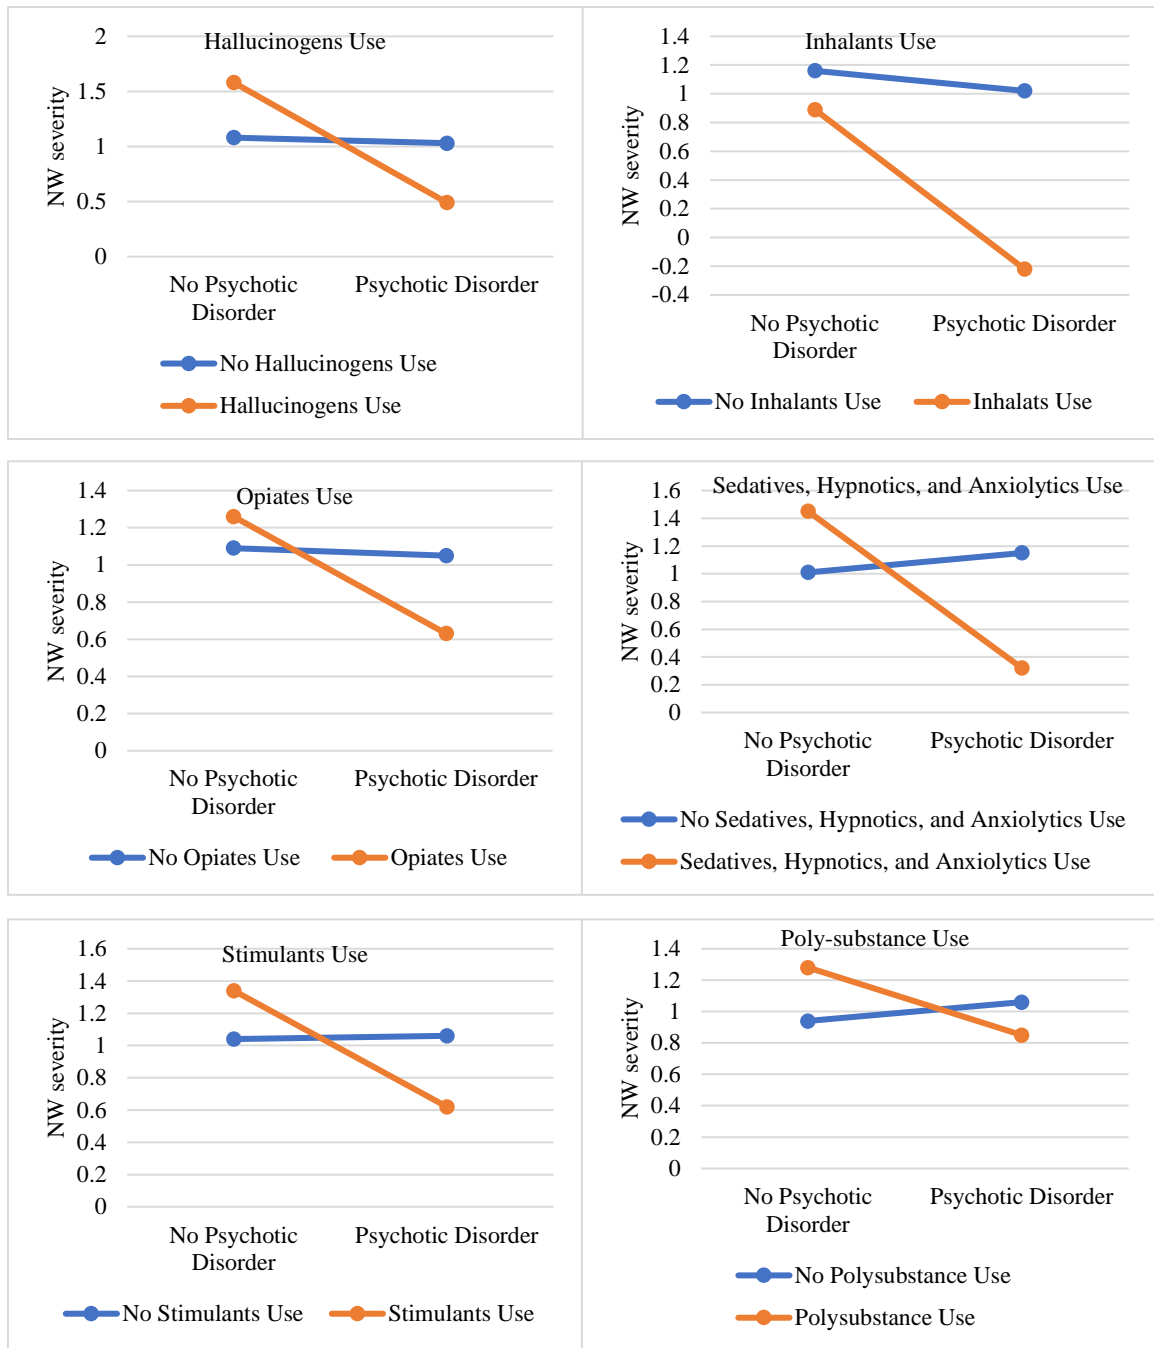 Hallucinogens Use
2
1.5
1
0.5
0
NW severity
No Psychotic
Disorder
Psychotic Disorder
No Hallucinogens Use
Hallucinogens Use
Inhalants Use
1.4
1.2
1
0.8
0.6
0.4
0.2
0
-0.2
-0.4
NW severity
No Psychotic
Disorder
Psychotic Disorder
No Inhalants Use
Inhalats Use
Opiates Use
1.4
1.2
1
0.8
0.6
0.4
0.2
0
NW severity
No Psychotic
Disorder
Psychotic Disorder
No Opiates Use
Opiates Use
Sedatives, Hypnotics, and Anxiolytics Use
1.6
1.4
1.2
1
0.8
0.6
0.4
0.2
0
NW severity
No Psychotic
Disorder
Psychotic Disorder
No Sedatives, Hypnotics, and Anxiolytics Use
Sedatives, Hypnotics, and Anxiolytics Use
Stimulants Use
1.6
1.4
1.2
1
0.8
0.6
0.4
0.2
0
NW severity
No Psychotic
Disorder
Psychotic Disorder
No Stimulants Use
Stimulants Use
Poly-substance Use
1.4
1.2
1
0.8
0.6
0.4
0.2
0
NW severity
No Psychotic
Disorder
Psychotic Disorder
No Polysubstance Use
Polysubstance Use